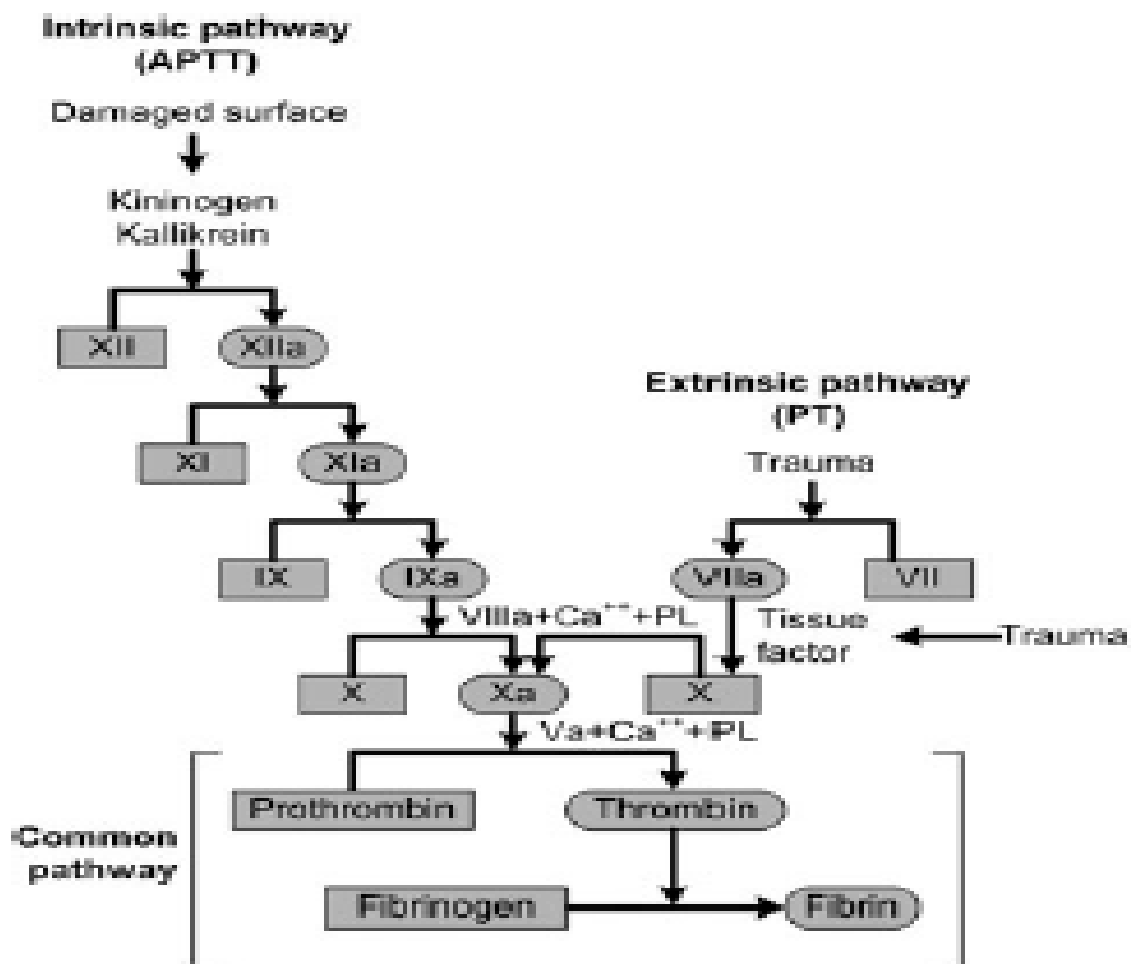 Intrinsic pathway
(APTT)
Damaged surface
Kininogen
Kallikrein
XII
XIIa
XI
XIa
IX
IXa
Extrinsic pathway
(PT)
Trauma
VIIa
VII
VIIIa+Ca⁺⁺+PL
Tissue
factor
Trauma
X
Xa
X
Va+Ca⁺⁺+PL
Common
pathway
Prothrombin
Thrombin
Fibrinogen
Fibrin